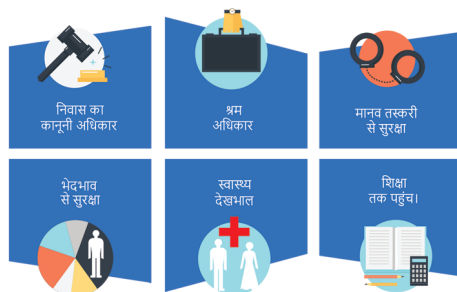 निवास का
कानूनी अधिकार
श्रम
अधिकार
मानव तस्करी
से सुरक्षा
भेदभाव
से सुरक्षा
स्वास्थ्य
देखभाल
शिक्षा
तक पहुंच।